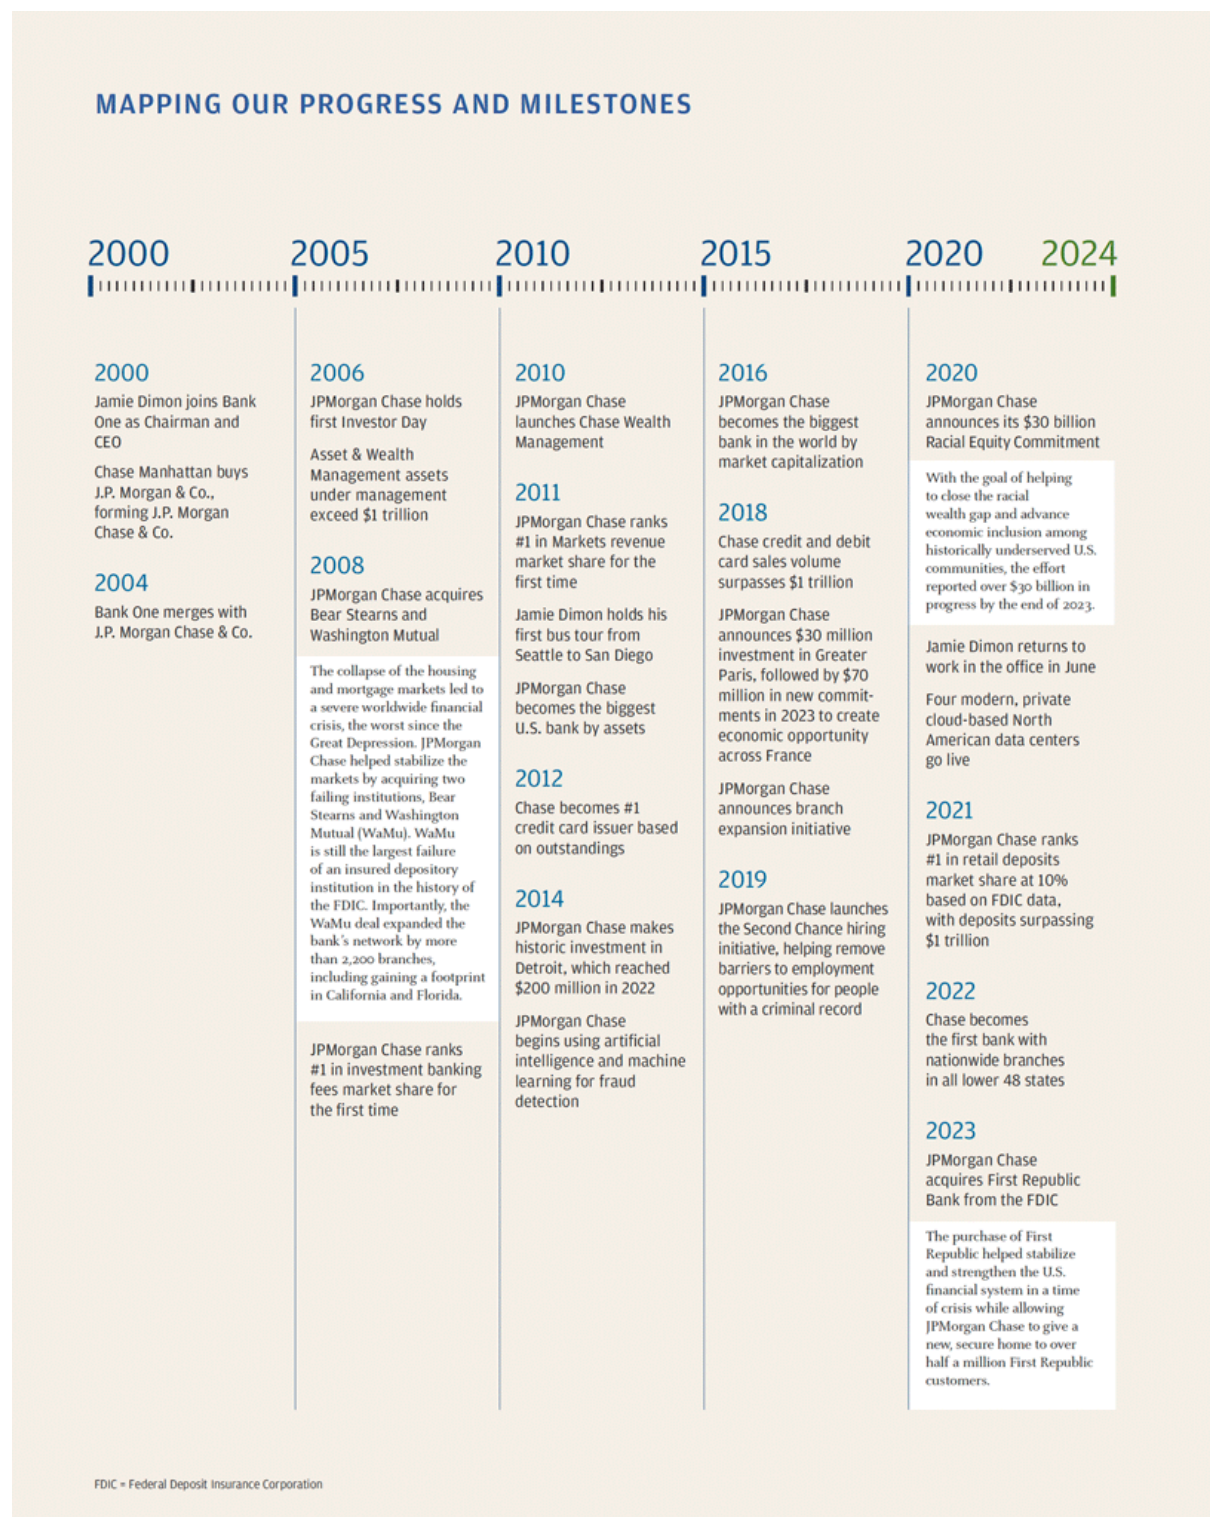 MAPPING OUR PROGRESS AND MILESTONES
2000
2005
2010
2015
2020
2024
2000
Jamie Dimon joins Bank
One as Chairman and
CEO
Chase Manhattan buys
J.P. Morgan & Co.,
forming J.P. Morgan
Chase & Co.
2004
Bank One merges with
J.P. Morgan Chase & Co.
2006
JPMorgan Chase holds
first Investor Day
Asset & Wealth
Management assets
under management
exceed $1 trillion
2008
JPMorgan Chase acquires
Bear Stearns and
Washington Mutual
The collapse of the housing
and mortgage markets led to
a severe worldwide financial
crisis, the worst since the
Great Depression. JPMorgan
Chase helped stabilize the
markets by acquiring two
failing institutions, Bear
Stearns and Washington
Mutual (WaMu). WaMu
is still the largest failure
of an insured depository
institution in the history of
the FDIC. Importantly, the
WaMu deal expanded the
bank's network by more
than 2,200 branches,
including gaining a footprint
in California and Florida.
JPMorgan Chase ranks
#1 in investment banking
fees market share for
the first time
2010
JPMorgan Chase
launches Chase Wealth
Management
2011
JPMorgan Chase ranks
#1 in Markets revenue
market share for the
first time
Jamie Dimon holds his
first bus tour from
Seattle to San Diego
JPMorgan Chase
becomes the biggest
U.S. bank by assets
2012
Chase becomes #1
credit card issuer based
on outstandings
2014
JPMorgan Chase makes
historic investment in
Detroit, which reached
$200 million in 2022
JPMorgan Chase
begins using artificial
intelligence and machine
learning for fraud
detection
2016
JPMorgan Chase
becomes the biggest
bank in the world by
market capitalization
2018
Chase credit and debit
card sales volume
surpasses $1 trillion
JPMorgan Chase
announces $30 million
investment in Greater
Paris, followed by $70
million in new commit-
ments in 2023 to create
economic opportunity
across France
JPMorgan Chase
announces branch
expansion initiative
2019
JPMorgan Chase launches
the Second Chance hiring
initiative, helping remove
barriers to employment
opportunities for people
with a criminal record
2020
JPMorgan Chase
announces its $30 billion
Racial Equity Commitment
With the goal of helping
to close the racial
wealth gap and advance
economic inclusion among
historically underserved U.S.
communities, the effort
reported over $30 billion in
progress by the end of 2023.
Jamie Dimon returns to
work in the office in June
Four modern, private
cloud-based North
American data centers
go live
2021
JPMorgan Chase ranks
#1 in retail deposits
market share at 10%
based on FDIC data,
with deposits surpassing
$1 trillion
2022
Chase becomes
the first bank with
nationwide branches
in all lower 48 states
2023
JPMorgan Chase
acquires First Republic
Bank from the FDIC
The purchase of First
Republic helped stabilize
and strengthen the U.S.
financial system in a time
of crisis while allowing
JPMorgan Chase to give a
new, secure home to over
half a million First Republic
customers.
FDIC = Federal Deposit Insurance Corporation